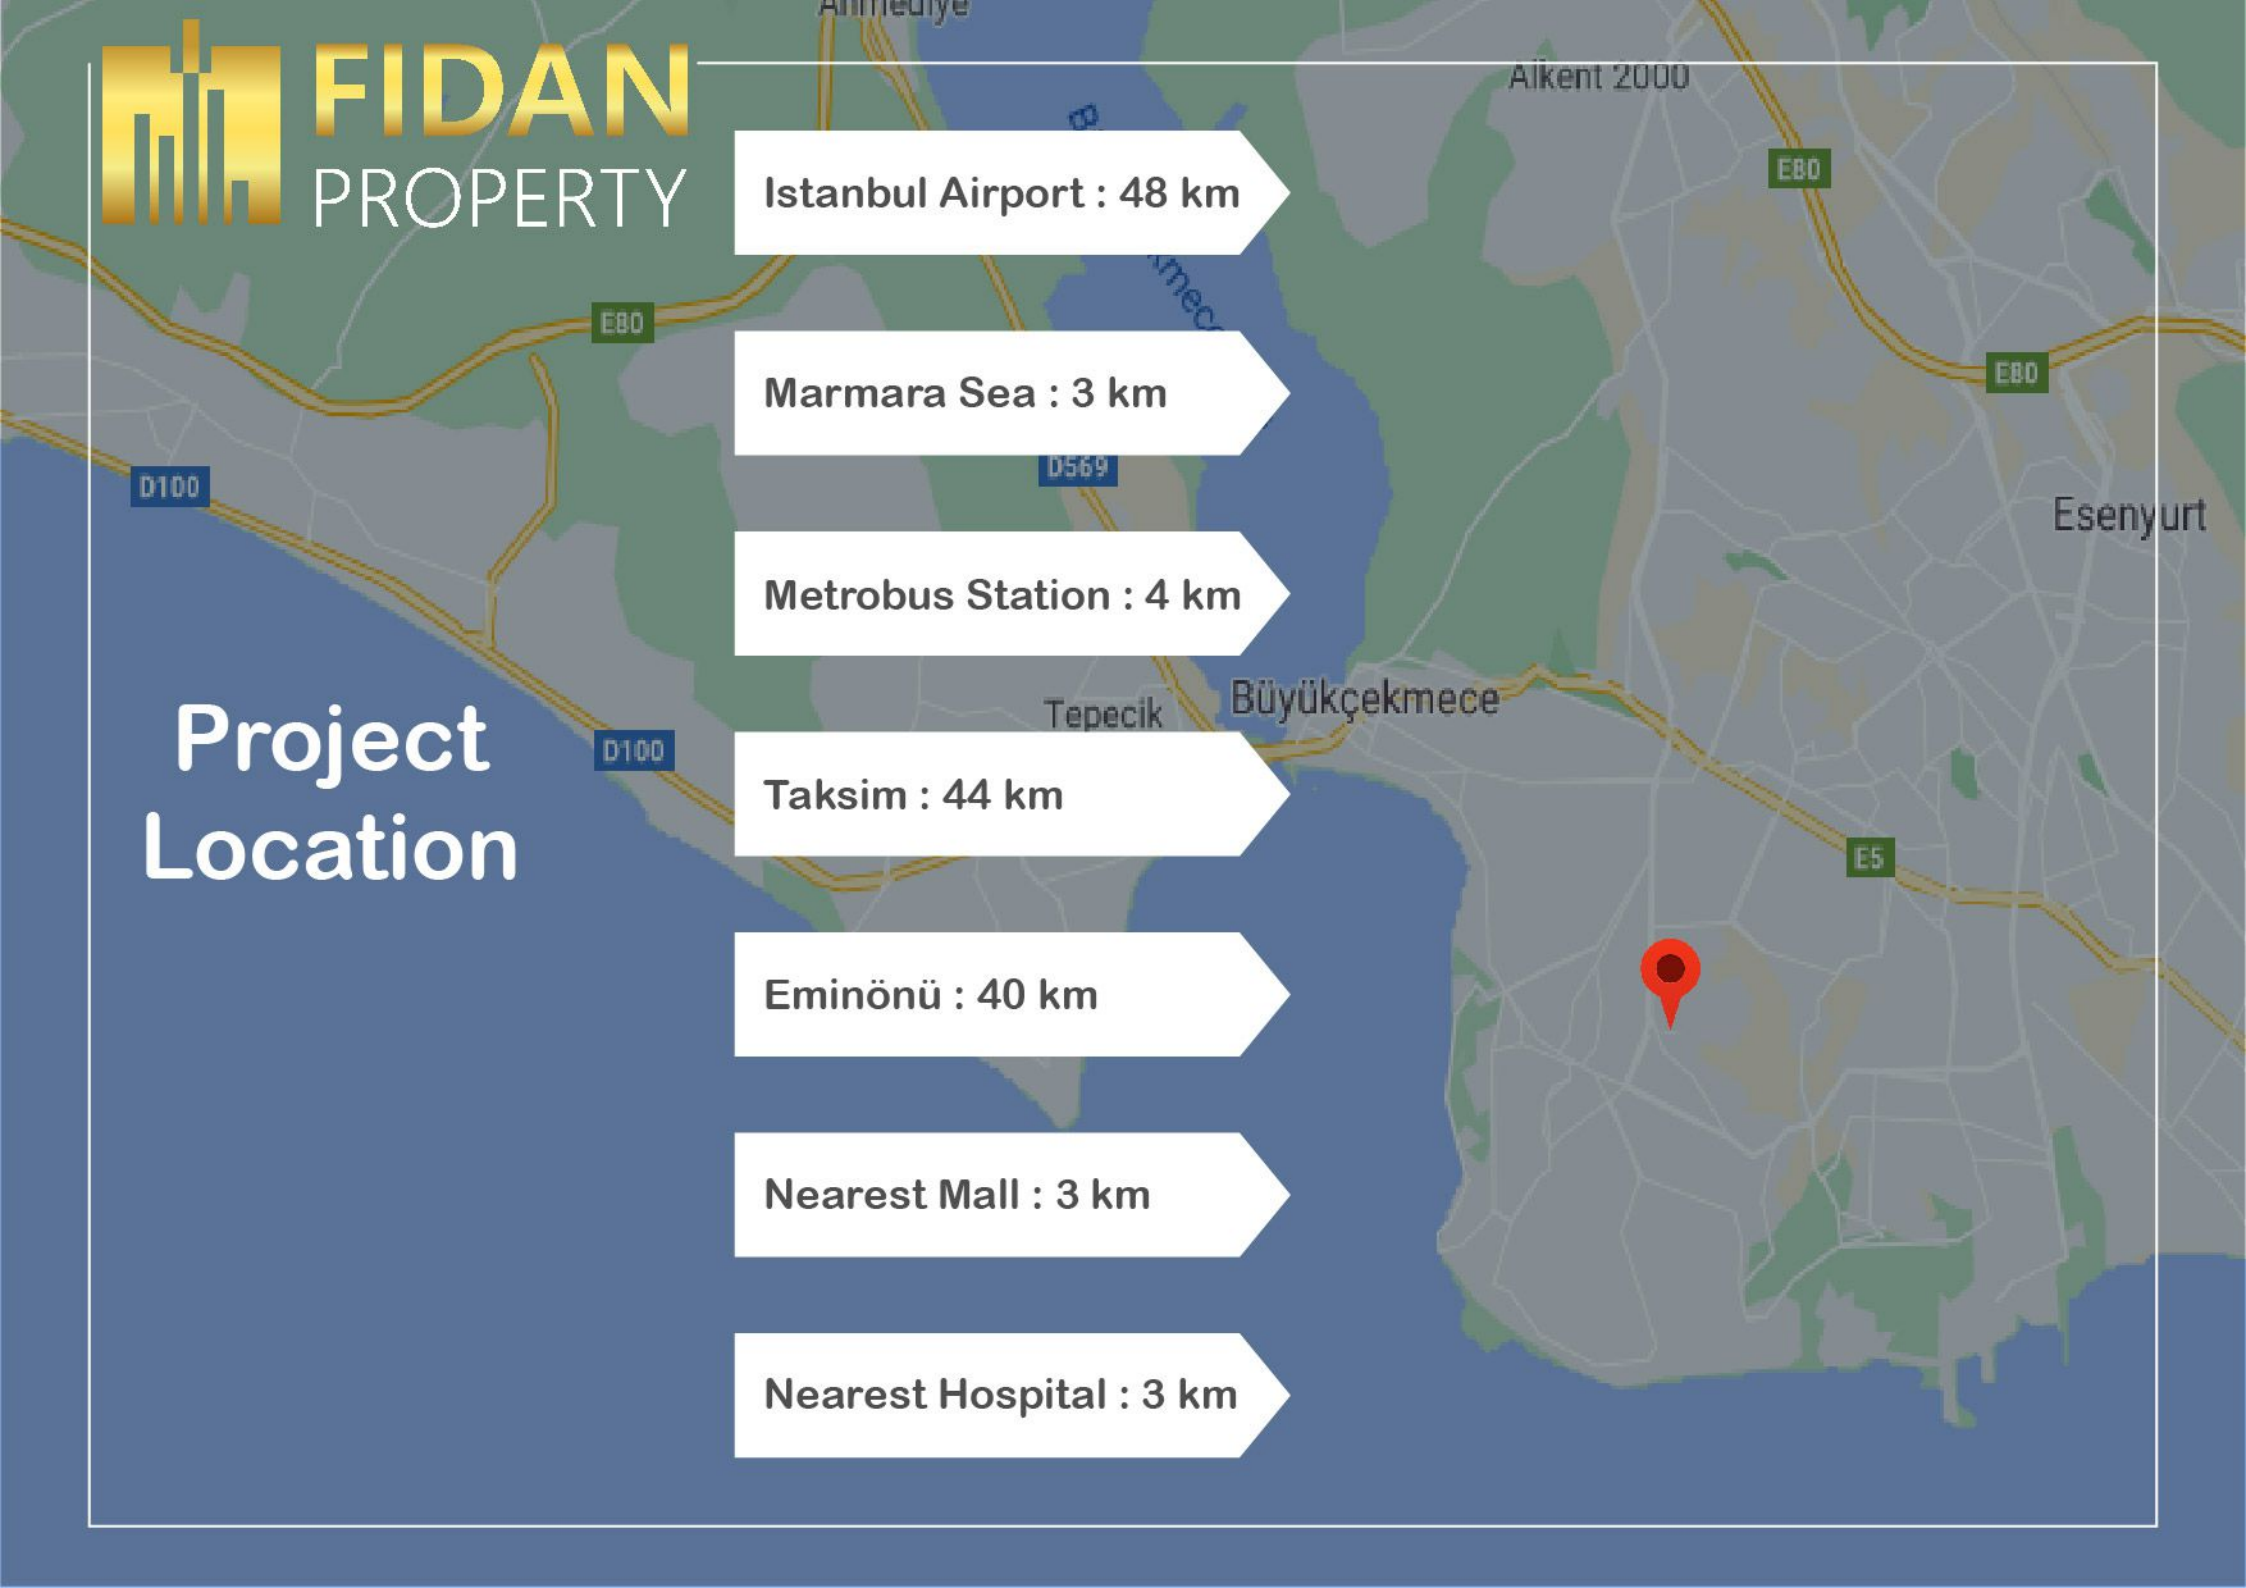 Ahmediye
FIDAN
PROPERTY
Alkent 2000
E80
Istanbul Airport : 48 km
E80
E80
Marmara Sea : 3 km
D569
D100
Esenyurt
Metrobus Station : 4 km
Büyükçekmece
Tepecik
D100
Project
Location
Taksim : 44 km
E5
Eminönü : 40 km
Nearest Mall : 3 km
Nearest Hospital : 3 km